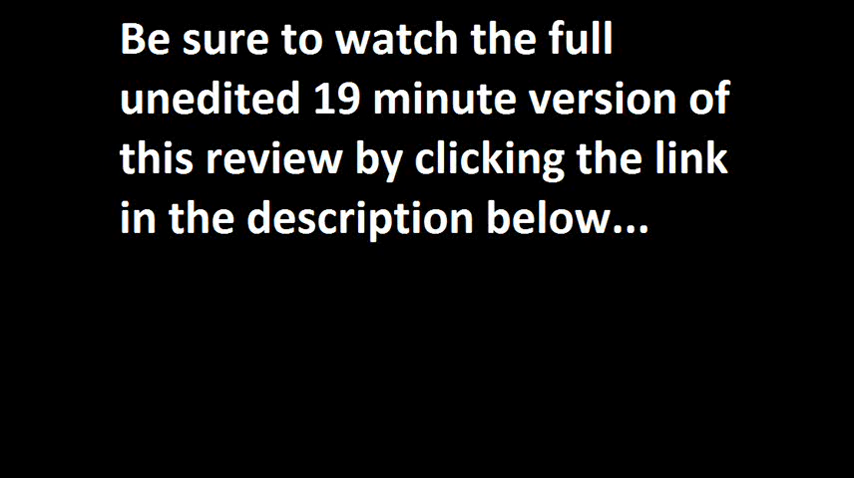 Be sure to watch the full
unedited 19 minute version of
this review by clicking the link
in the description below...